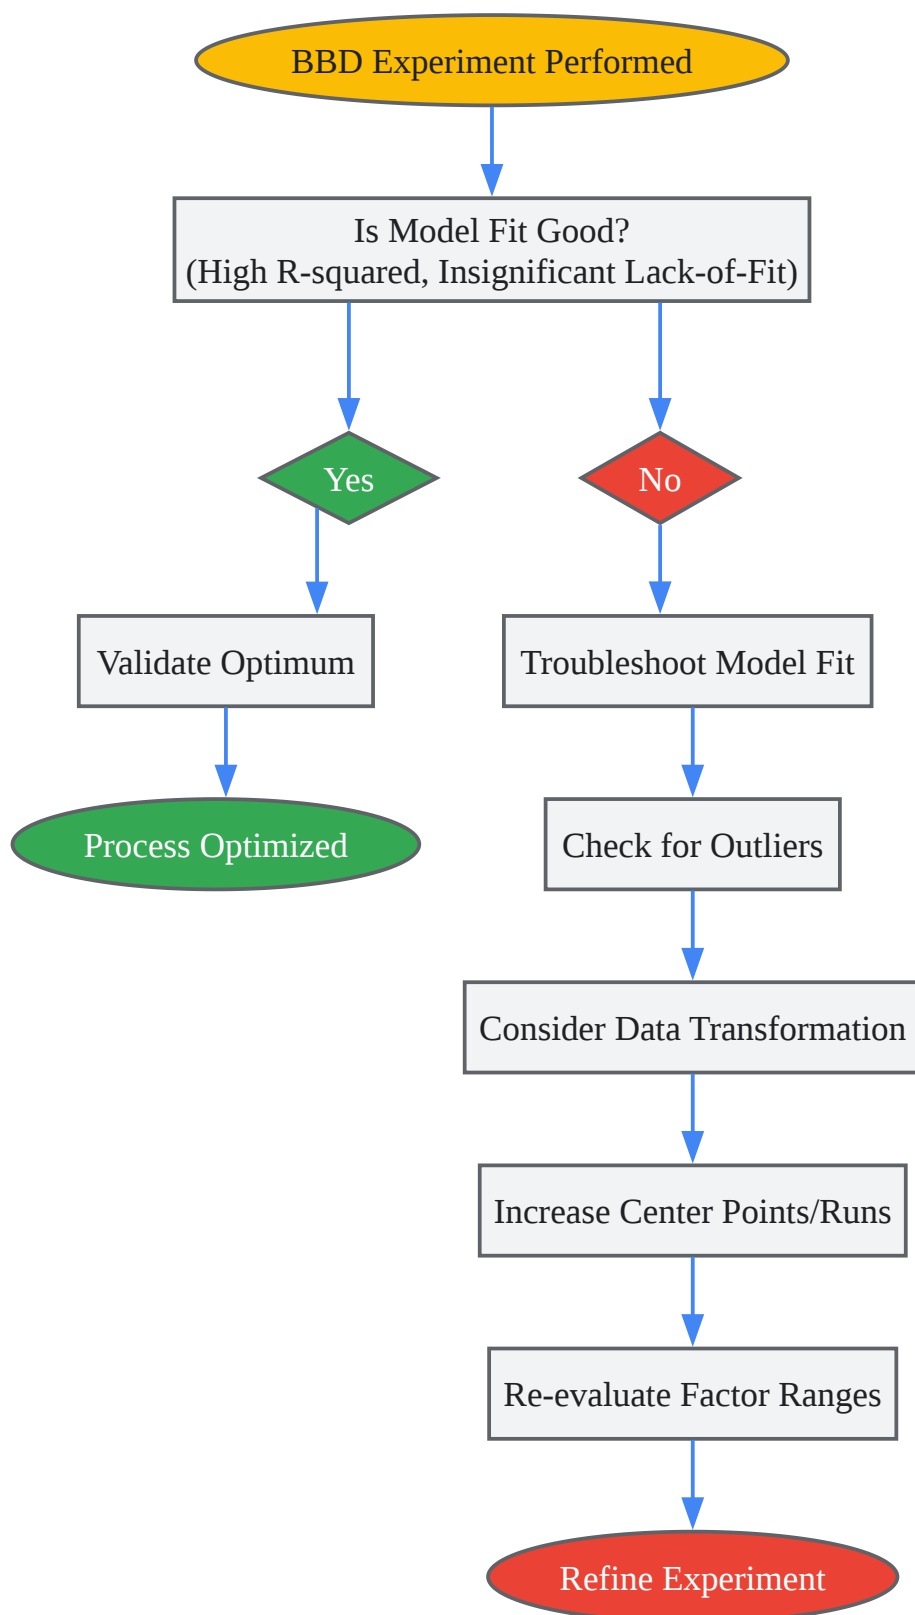 BBD Experiment Performed
Is Model Fit Good?
(High R-squared, Insignificant Lack-of-Fit)
Yes
No
Validate Optimum
Troubleshoot Model Fit
Process Optimized
Check for Outliers
Consider Data Transformation
Increase Center Points/Runs
Re-evaluate Factor Ranges
Refine Experiment